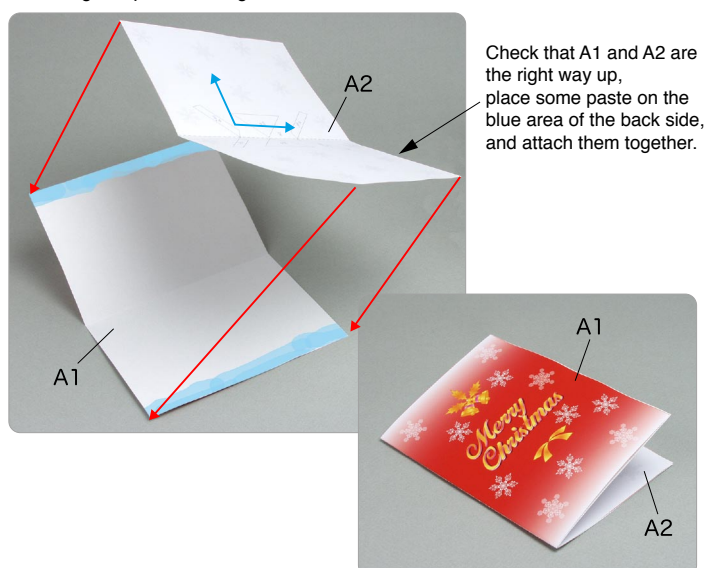 A2
Check that A1 and A2 are
the right way up,
place some paste on the
blue area of the back side,
and attach them together.
A1
A1
Merry
Christmas
A2